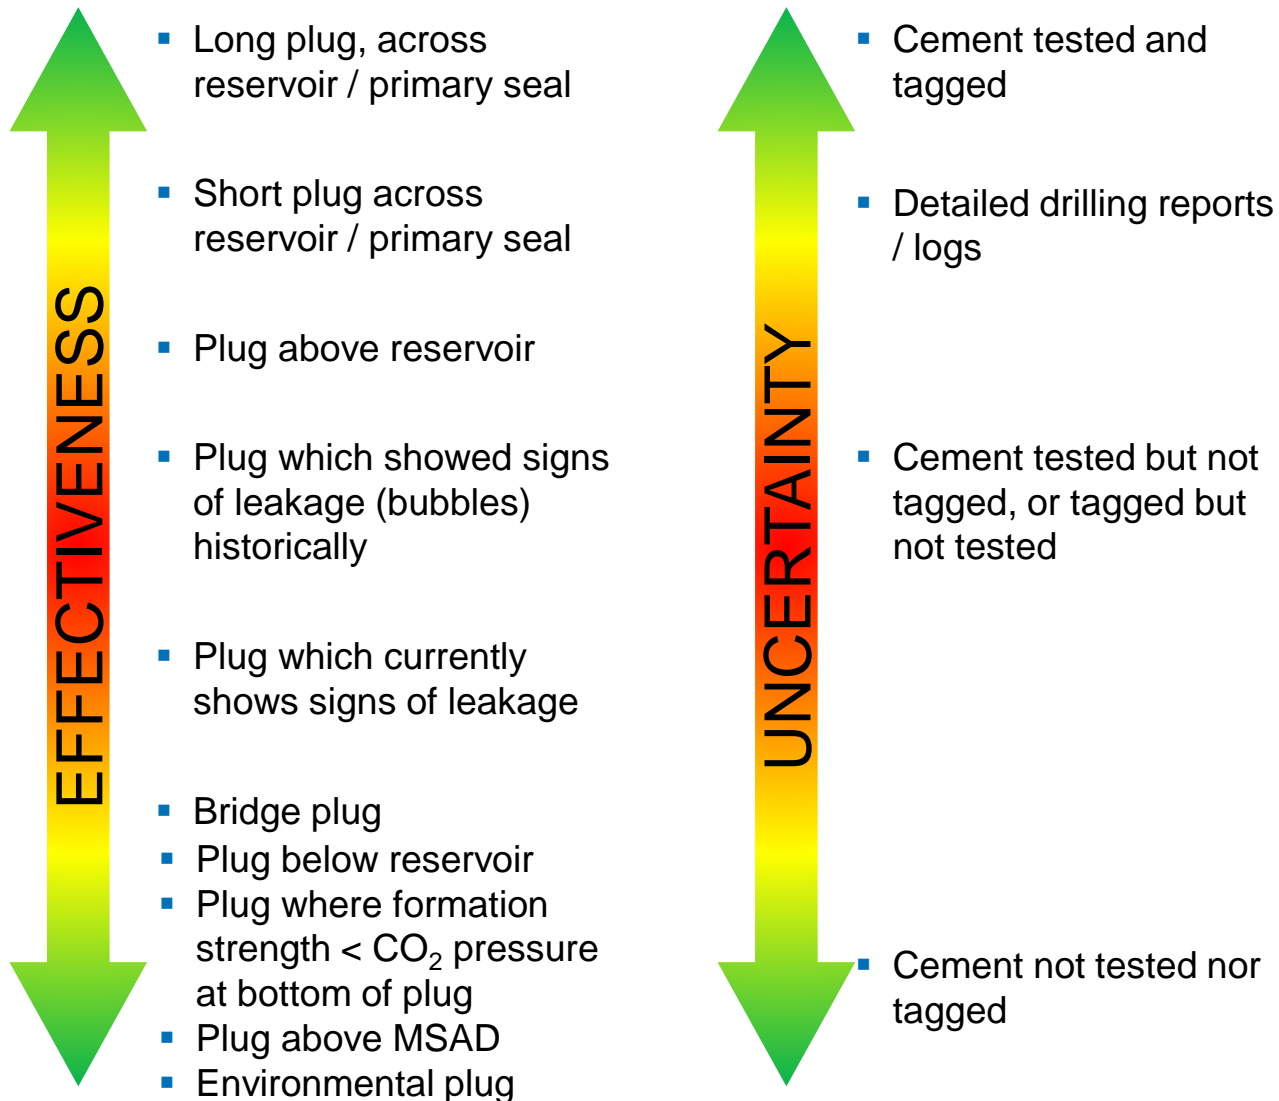 EFFECTIVENESS
▪ Long plug, across
reservoir / primary seal
▪ Short plug across
reservoir / primary seal
▪ Plug above reservoir
▪ Plug which showed signs
of leakage (bubbles)
historically
▪ Plug which currently
shows signs of leakage
▪ Bridge plug
▪ Plug below reservoir
▪ Plug where formation
strength < CO₂ pressure
at bottom of plug
▪ Plug above MSAD
▪ Environmental plug
UNCERTAINTY
▪ Cement tested and
tagged
▪ Detailed drilling reports
/ logs
▪ Cement tested but not
tagged, or tagged but
not tested
▪ Cement not tested nor
tagged